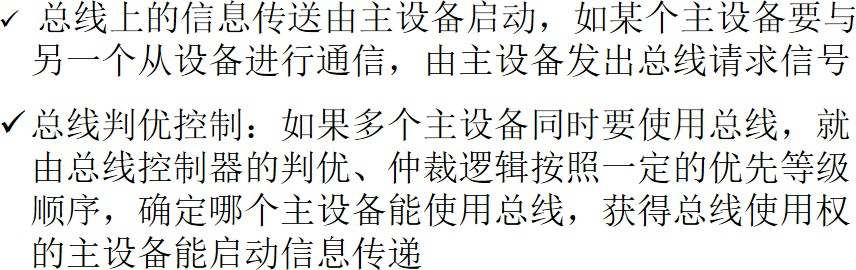 ✓ 总线上的信息传送由主设备启动，如某个主设备要与
另一个从设备进行通信，由主设备发出总线请求信号
✓ 总线判优控制：如果多个主设备同时要使用总线，就
由总线控制器的判优、仲裁逻辑按照一定的优先等级
顺序，确定哪个主设备能使用总线，获得总线使用权
的主设备能启动信息传递